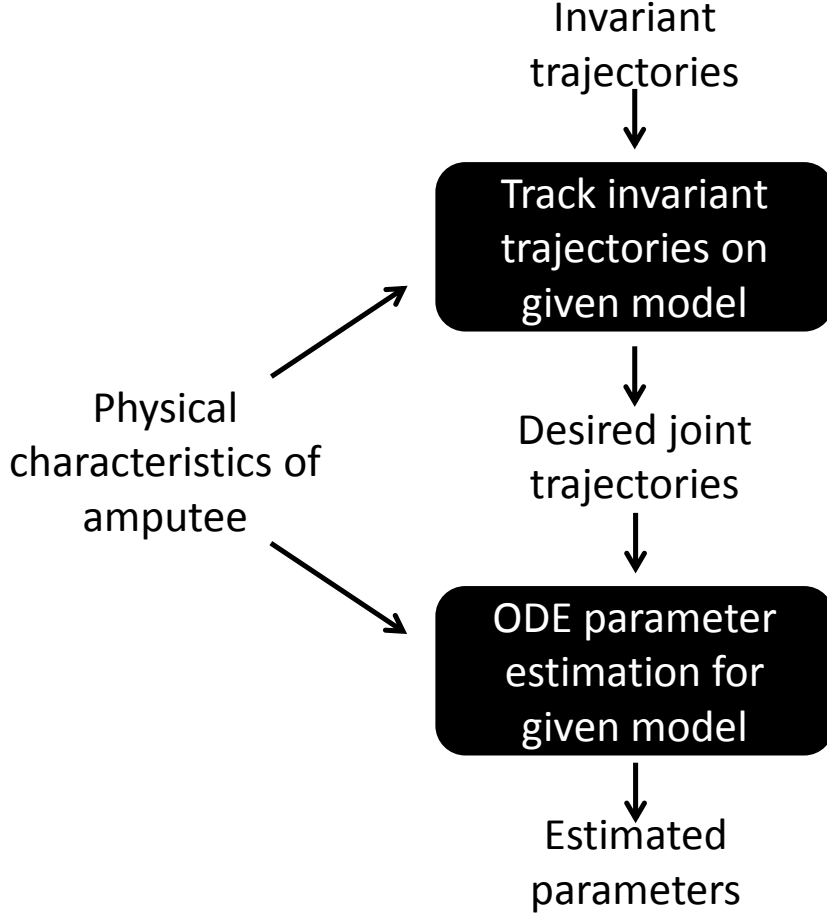 Invariant
trajectories
Track invariant
trajectories on
given model
Physical
characteristics of
amputee
Desired joint
trajectories
ODE parameter
estimation for
given model
Estimated
parameters